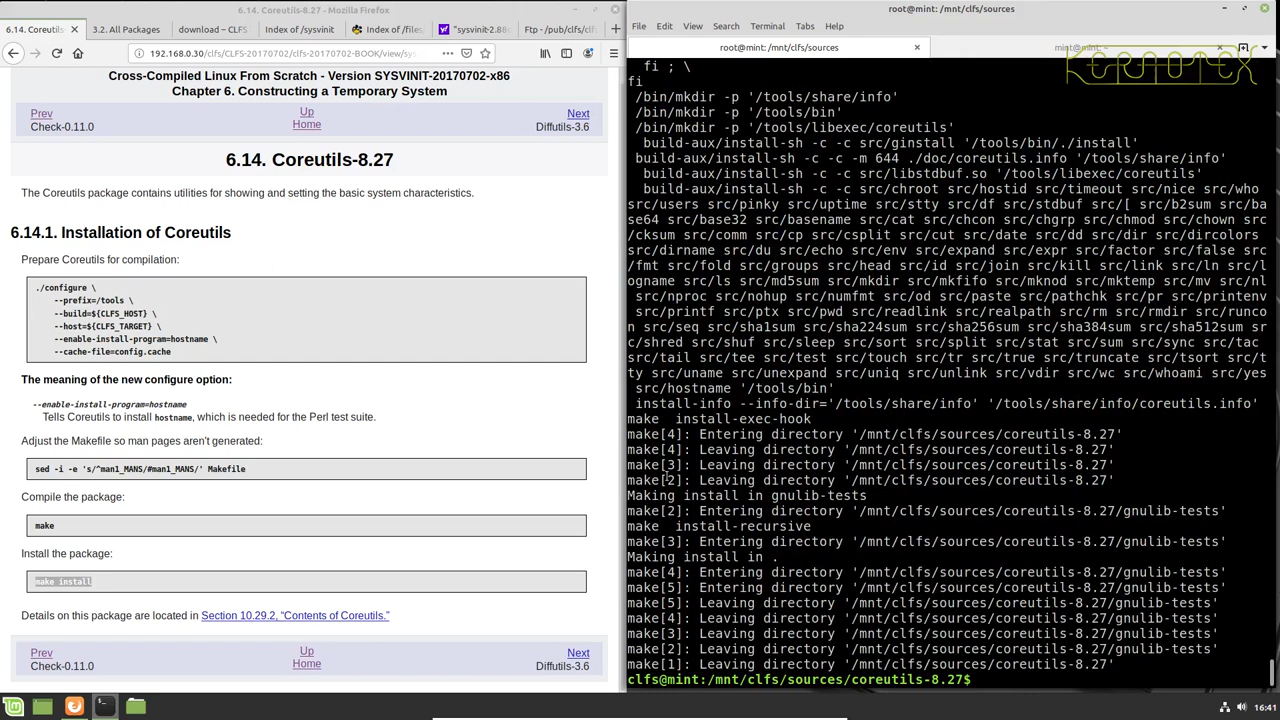 6.14. Coreutils-8.27 - Mozilla Firefox
6.14. Coreutils-
3.2. All Packages
download – CLFS
Index of /sysvinit
Index of /files
"sysvinit-2.88
Ftp - /pub/clfs/c
192.168.0.30/clfs/CLFS-20170702/clfs-20170702-BOOK/view/sy
Cross-Compiled Linux From Scratch - Version SYSVINIT-20170702-x86
Chapter 6. Constructing a Temporary System
Prev
Up
Next
Check-0.11.0
Home
Diffutils-3.6
6.14. Coreutils-8.27
The Coreutils package contains utilities for showing and setting the basic system characteristics.
6.14.1. Installation of Coreutils
Prepare Coreutils for compilation:
./configure \
--prefix=/tools \
--build=${CLFS_HOST} \
--host=${CLFS_TARGET} \
--enable-install-program=hostname \
--cache-file=config.cache
The meaning of the new configure option:
--enable-install-program=hostname
Tells Coreutils to install hostname, which is needed for the Perl test suite.
Adjust the Makefile so man pages aren't generated:
sed -i -e 's/^man1_MANS/#man1_MANS/' Makefile
Compile the package:
make
Install the package:
make install
Details on this package are located in Section 10.29.2, “Contents of Coreutils.”
Prev
Up
Next
Check-0.11.0
Home
Diffutils-3.6
root@mint: /mnt/clfs/sources
File Edit View Search Terminal Tabs Help
root@mint: /mnt/clfs/sources
root@mint: ~
KERNOTEX
fi ; \
fi
/bin/mkdir -p '/tools/share/info'
/bin/mkdir -p '/tools/bin'
/bin/mkdir -p '/tools/libexec/coreutils'
build-aux/install-sh -c -c src/ginstall '/tools/bin/./install'
build-aux/install-sh -c -c -m 644 ./doc/coreutils.info '/tools/share/info'
build-aux/install-sh -c -c src/libstdbuf.so '/tools/libexec/coreutils'
build-aux/install-sh -c -c src/chroot src/hostid src/timeout src/nice src/who
src/users src/pinky src/uptime src/stty src/df src/stdbuf src/[ src/b2sum src/ba
se64 src/base32 src/basename src/cat src/chcon src/chgrp src/chmod src/chown src
/cksum src/comm src/cp src/csplit src/cut src/date src/dd src/dir src/dircolors
src/dirname src/du src/echo src/env src/expand src/expr src/factor src/false src
/fmt src/fold src/groups src/head src/id src/join src/kill src/link src/ln src/l
ogname src/ls src/md5sum src/mkdir src/mkfifo src/mknod src/mktemp src/mv src/nl
src/nproc src/nohup src/numfmt src/od src/paste src/pathchk src/pr src/printenv
src/printf src/ptx src/pwd src/readlink src/realpath src/rm src/rmdir src/runco
n src/seq src/sha1sum src/sha224sum src/sha256sum src/sha384sum src/sha512sum sr
c/shred src/shuf src/sleep src/sort src/split src/stat src/sum src/sync src/tac
src/tail src/tee src/test src/touch src/tr src/true src/truncate src/tsort src/t
ty src/uname src/unexpand src/uniq src/unlink src/vdir src/wc src/whoami src/yes
src/hostname '/tools/bin'
install-info --info-dir='/tools/share/info' '/tools/share/info/coreutils.info'
make  install-exec-hook
make[4]: Entering directory '/mnt/clfs/sources/coreutils-8.27'
make[4]: Leaving directory '/mnt/clfs/sources/coreutils-8.27'
make[3]: Leaving directory '/mnt/clfs/sources/coreutils-8.27'
make[2]: Leaving directory '/mnt/clfs/sources/coreutils-8.27'
Making install in gnulib-tests
make[2]: Entering directory '/mnt/clfs/sources/coreutils-8.27/gnulib-tests'
make  install-recursive
make[3]: Entering directory '/mnt/clfs/sources/coreutils-8.27/gnulib-tests'
Making install in .
make[4]: Entering directory '/mnt/clfs/sources/coreutils-8.27/gnulib-tests'
make[5]: Entering directory '/mnt/clfs/sources/coreutils-8.27/gnulib-tests'
make[5]: Leaving directory '/mnt/clfs/sources/coreutils-8.27/gnulib-tests'
make[4]: Leaving directory '/mnt/clfs/sources/coreutils-8.27/gnulib-tests'
make[3]: Leaving directory '/mnt/clfs/sources/coreutils-8.27/gnulib-tests'
make[2]: Leaving directory '/mnt/clfs/sources/coreutils-8.27/gnulib-tests'
make[1]: Leaving directory '/mnt/clfs/sources/coreutils-8.27'
clfs@mint:/mnt/clfs/sources/coreutils-8.27$
16:41